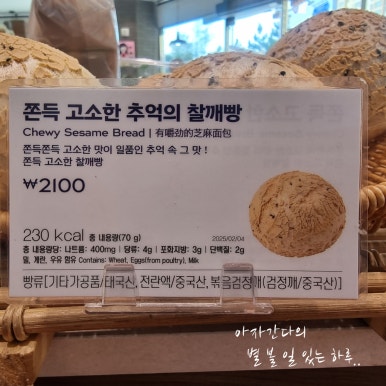 쫀득 고소한 추억의 찰깨빵
Chewy Sesame Bread | 有嚼劲的芝麻面包
쫀득쫀득 고소한 맛이 일품인 추억 속 그 맛 !
쫀득 고소한 찰깨빵
₩2100
230 kcal 총 내용량(70 g)
2025/02/04
총 내용량당: 나트륨: 400mg | 당류: 4g | 포화지방: 3g | 단백질: 2g
밀, 계란, 우유 함유 Contains: Wheat, Eggs(from poultry), Milk
빵류[기타가공품/태국산, 전란액/중국산, 볶음검정깨(검정깨/중국산)]
아자간다의
별 볼 일 있는 하루..